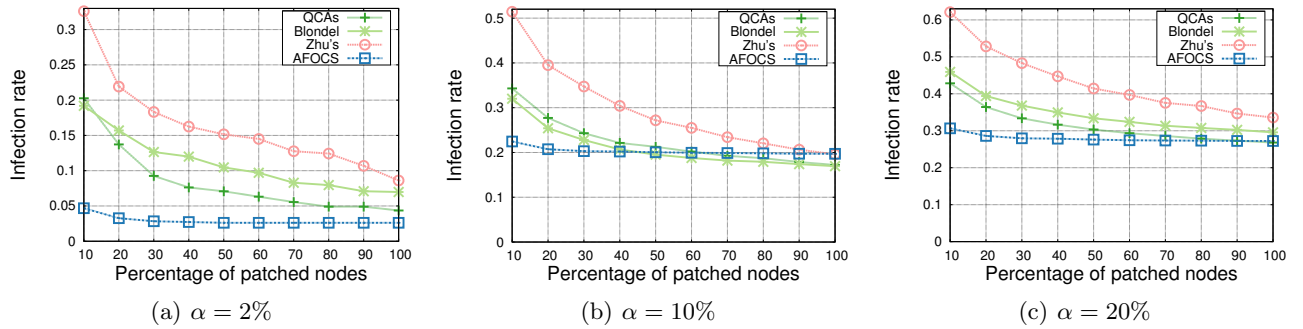 QCAs
Blondel
Zhu's
AFOCS
Infection rate
0.3
0.25
0.2
0.15
0.1
0.05
0
10 20 30 40 50 60 70 80 90 100
Percentage of patched nodes
(a) α = 2%
QCAs
Blondel
Zhu's
AFOCS
Infection rate
0.5
0.4
0.3
0.2
0.1
0
10 20 30 40 50 60 70 80 90 100
Percentage of patched nodes
(b) α = 10%
QCAs
Blondel
Zhu's
AFOCS
Infection rate
0.6
0.5
0.4
0.3
0.2
0.1
0
10 20 30 40 50 60 70 80 90 100
Percentage of patched nodes
(c) α = 20%